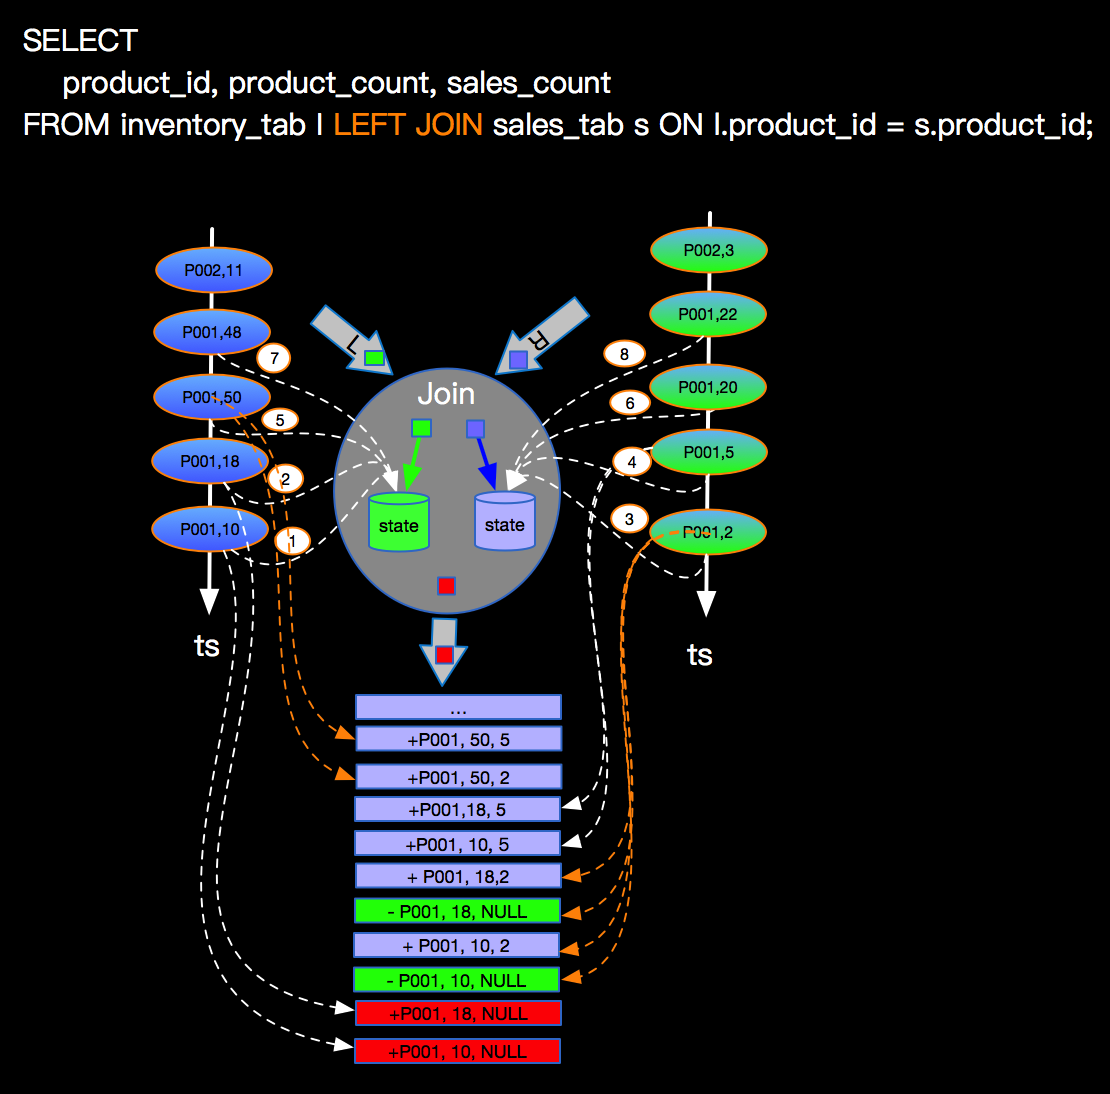 SELECT
product_id, product_count, sales_count
FROM inventory_tab l LEFT JOIN sales_tab s ON l.product_id = s.product_id;
P002,3
P002,11
P001,22
P001,48
L
R
8
7
P001,20
Join
P001,50
6
5
P001,5
P001,18
4
2
state
state
3
P001,10
P001,2
1
ts
ts
...
+P001, 50, 5
+P001, 50, 2
+P001,18, 5
+P001, 10, 5
+ P001, 18,2
- P001, 18, NULL
+ P001, 10, 2
- P001, 10, NULL
+P001, 18, NULL
+P001, 10, NULL